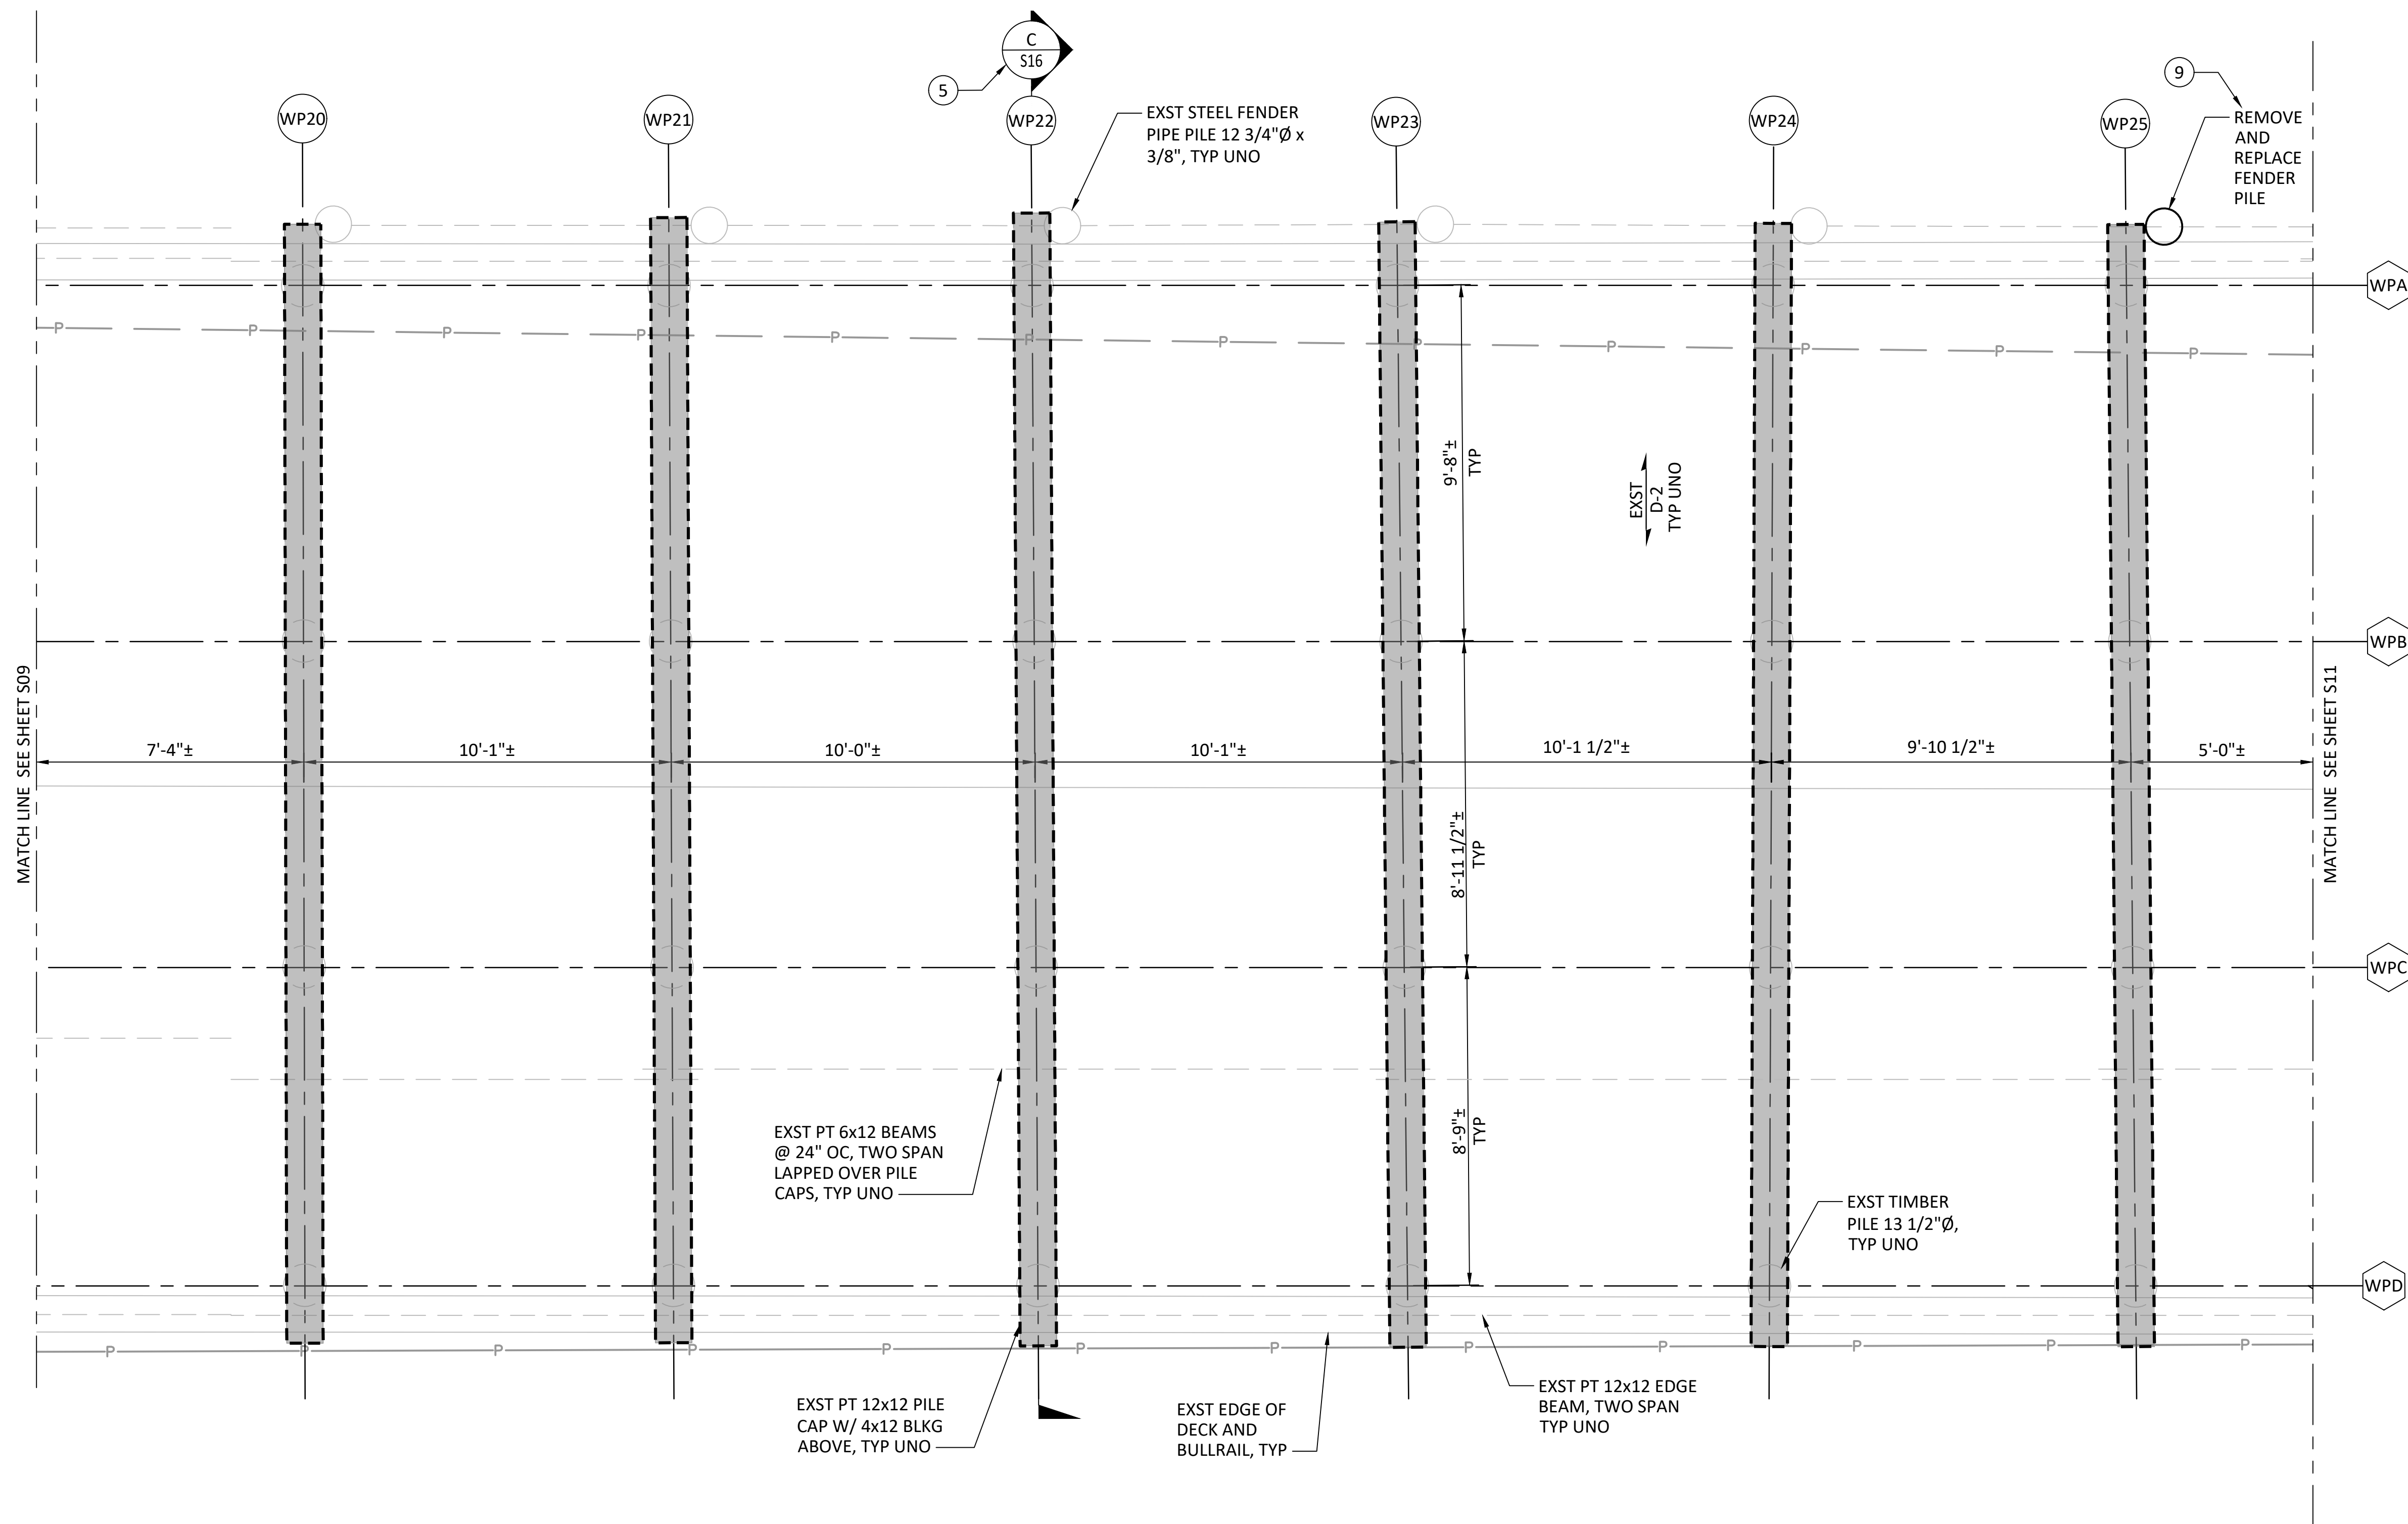 C
S16
5
9
WP20
WP21
WP22
WP23
WP24
WP25
EXST STEEL FENDER
PIPE PILE 12 3/4"Ø x
3/8", TYP UNO
REMOVE
AND
REPLACE
FENDER
PILE
WPA
P P P P P P P P P P P P
9'-8"±
TYP
EXST
D-2
TYP UNO
WPB
MATCH LINE SEE SHEET S09
7'-4"±
10'-1"±
10'-0"±
10'-1"±
10'-1 1/2"±
9'-10 1/2"±
5'-0"±
MATCH LINE SEE SHEET S11
8'-11 1/2"±
TYP
WPC
8'-9"±
TYP
EXST PT 6x12 BEAMS
@ 24" OC, TWO SPAN
LAPPED OVER PILE
CAPS, TYP UNO
EXST TIMBER
PILE 13 1/2"Ø,
TYP UNO
WPD
P P P P P P P P P P P P
EXST PT 12x12 PILE
CAP W/ 4x12 BLKG
ABOVE, TYP UNO
EXST EDGE OF
DECK AND
BULLRAIL, TYP
EXST PT 12x12 EDGE
BEAM, TWO SPAN
TYP UNO